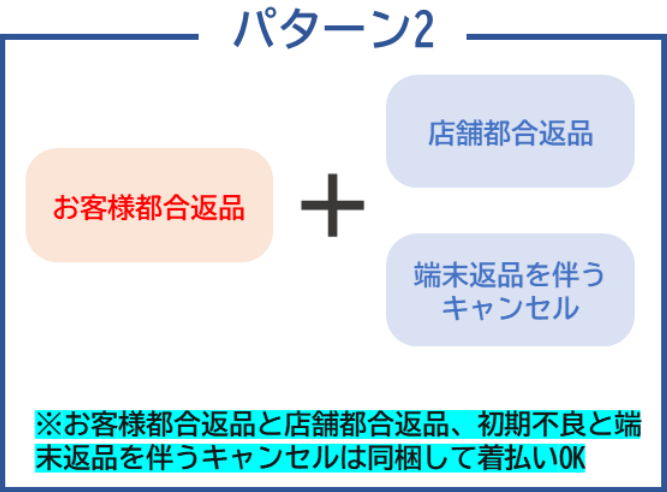 パターン2
お客様都合返品
＋
店舗都合返品
端末返品を伴う
キャンセル
※お客様都合返品と店舗都合返品、初期不良と端
末返品を伴うキャンセルは同梱して着払いOK